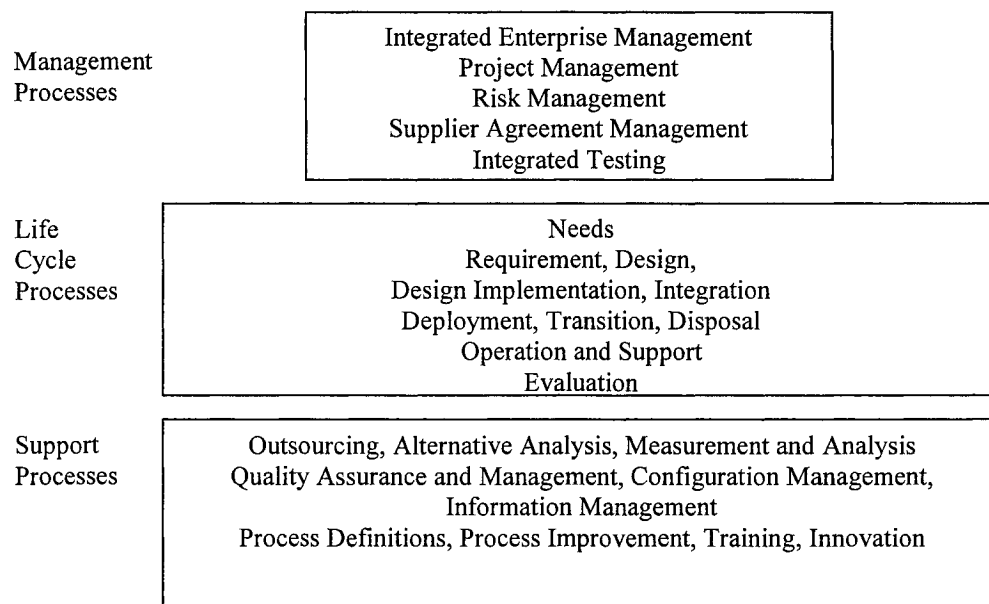 Management
Processes
Integrated Enterprise Management
Project Management
Risk Management
Supplier Agreement Management
Integrated Testing
Life
Cycle
Processes
Needs
Requirement, Design,
Design Implementation, Integration
Deployment, Transition, Disposal
Operation and Support
Evaluation
Support
Processes
Outsourcing, Alternative Analysis, Measurement and Analysis
Quality Assurance and Management, Configuration Management,
Information Management
Process Definitions, Process Improvement, Training, Innovation